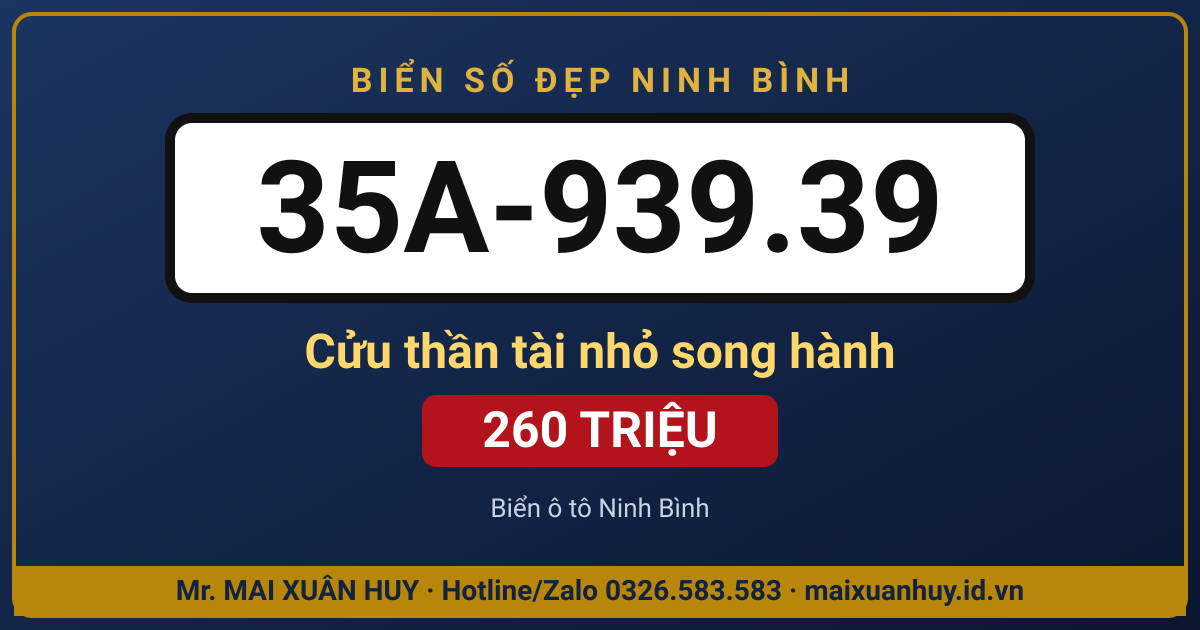 BIỂN SỐ ĐẸP NINH BÌNH
35A-939.39
Cửu thần tài nhỏ song hành
260 TRIỆU
Biển ô tô Ninh Bình
Mr. MAI XUÂN HUY · Hotline/Zalo 0326.583.583 · maixuanhuy.id.vn